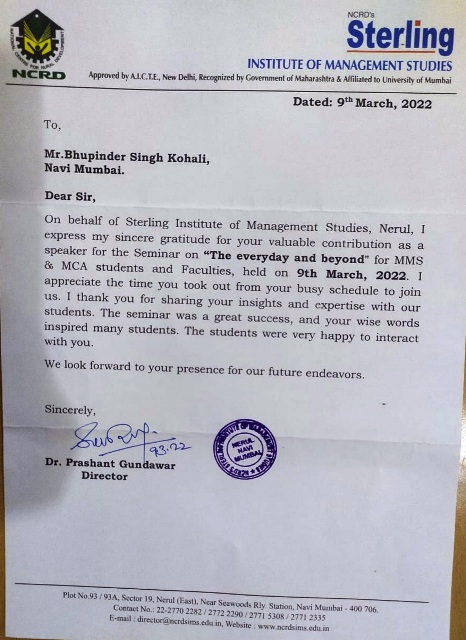 NCRD's
Sterling
INSTITUTE OF MANAGEMENT STUDIES
NCRD
Approved by A.I.C.T.E., New Delhi, Recognized by Government of Maharashtra & Affiliated to University of Mumbai
Dated: 9th March, 2022
To,
Mr.Bhupinder Singh Kohali,
Navi Mumbai.
Dear Sir,
On behalf of Sterling Institute of Management Studies, Nerul, I
express my sincere gratitude for your valuable contribution as a
speaker for the Seminar on "The everyday and beyond" for MMS
& MCA students and Faculties, held on 9th March, 2022. I
appreciate the time you took out from your busy schedule to join
us. I thank you for sharing your insights and expertise with our
students. The seminar was a great success, and your wise words
inspired many students. The students were very happy to interact
with you.
We look forward to your presence for our future endeavors.
Sincerely,
NERUL
NAVI
MUMBAI
Dr. Prashant Gundawar
Director
Plot No.93 / 93A, Sector 19, Nerul (East), Near Seawoods Rly. Station, Navi Mumbai - 400 706.
Contact No.: 22-2770 2282 / 2772 2290 / 2771 5308 / 2771 2335
E-mail : director@ncrdsims.edu.in, Website : www.ncrdsims.edu.in